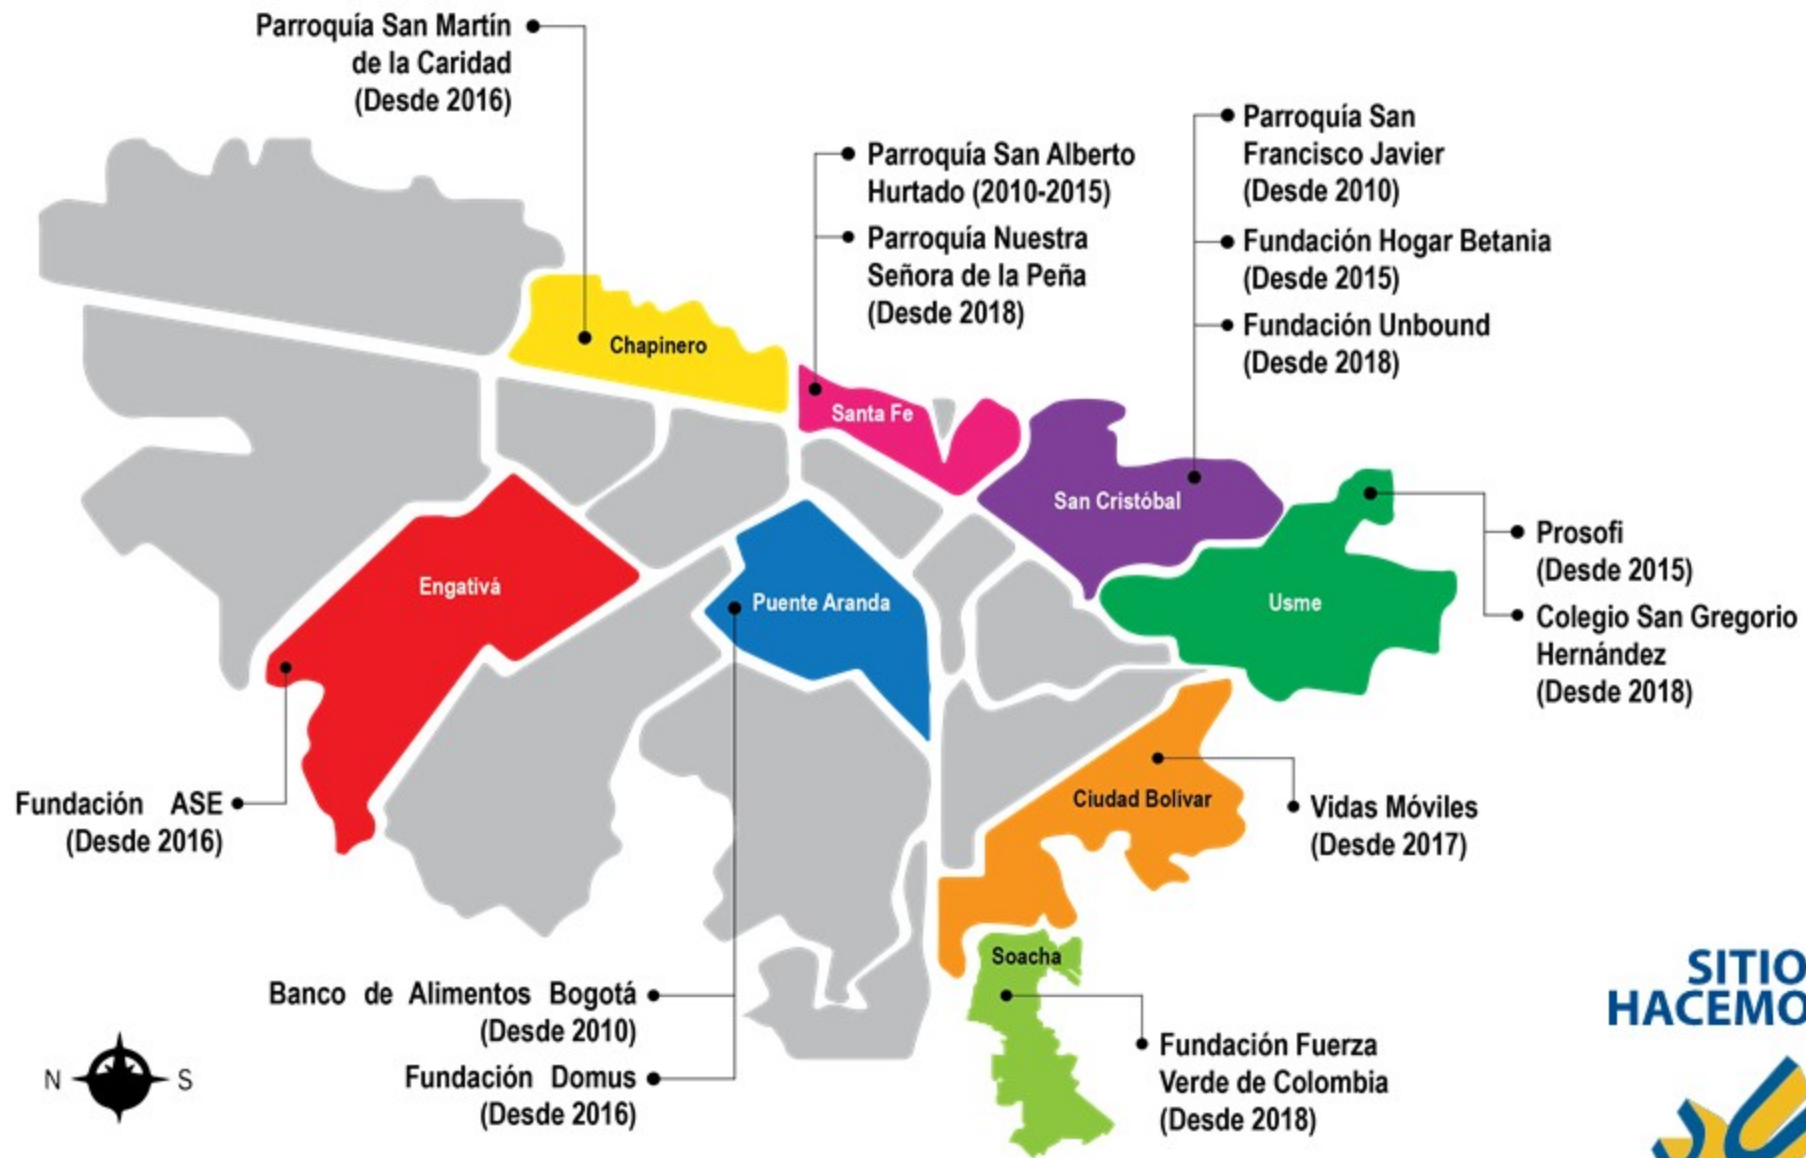 Parroquía San Martín
de la Caridad
(Desde 2016)
Parroquía San Alberto
Hurtado (2010-2015)
Parroquía Nuestra
Señora de la Peña
(Desde 2018)
Parroquía San
Francisco Javier
(Desde 2010)
Fundación Hogar Betania
(Desde 2015)
Fundación Unbound
(Desde 2018)
Chapinero
Santa Fe
San Cristóbal
Engativá
Puente Aranda
Usme
Prosofi
(Desde 2015)
Colegio San Gregorio
Hernández
(Desde 2018)
Ciudad Bolivar
Fundación ASE
(Desde 2016)
Vidas Móviles
(Desde 2017)
Soacha
Banco de Alimentos Bogotá
(Desde 2010)
Fundación Domus
(Desde 2016)
Fundación Fuerza
Verde de Colombia
(Desde 2018)
N S
SITIO
HACEMO